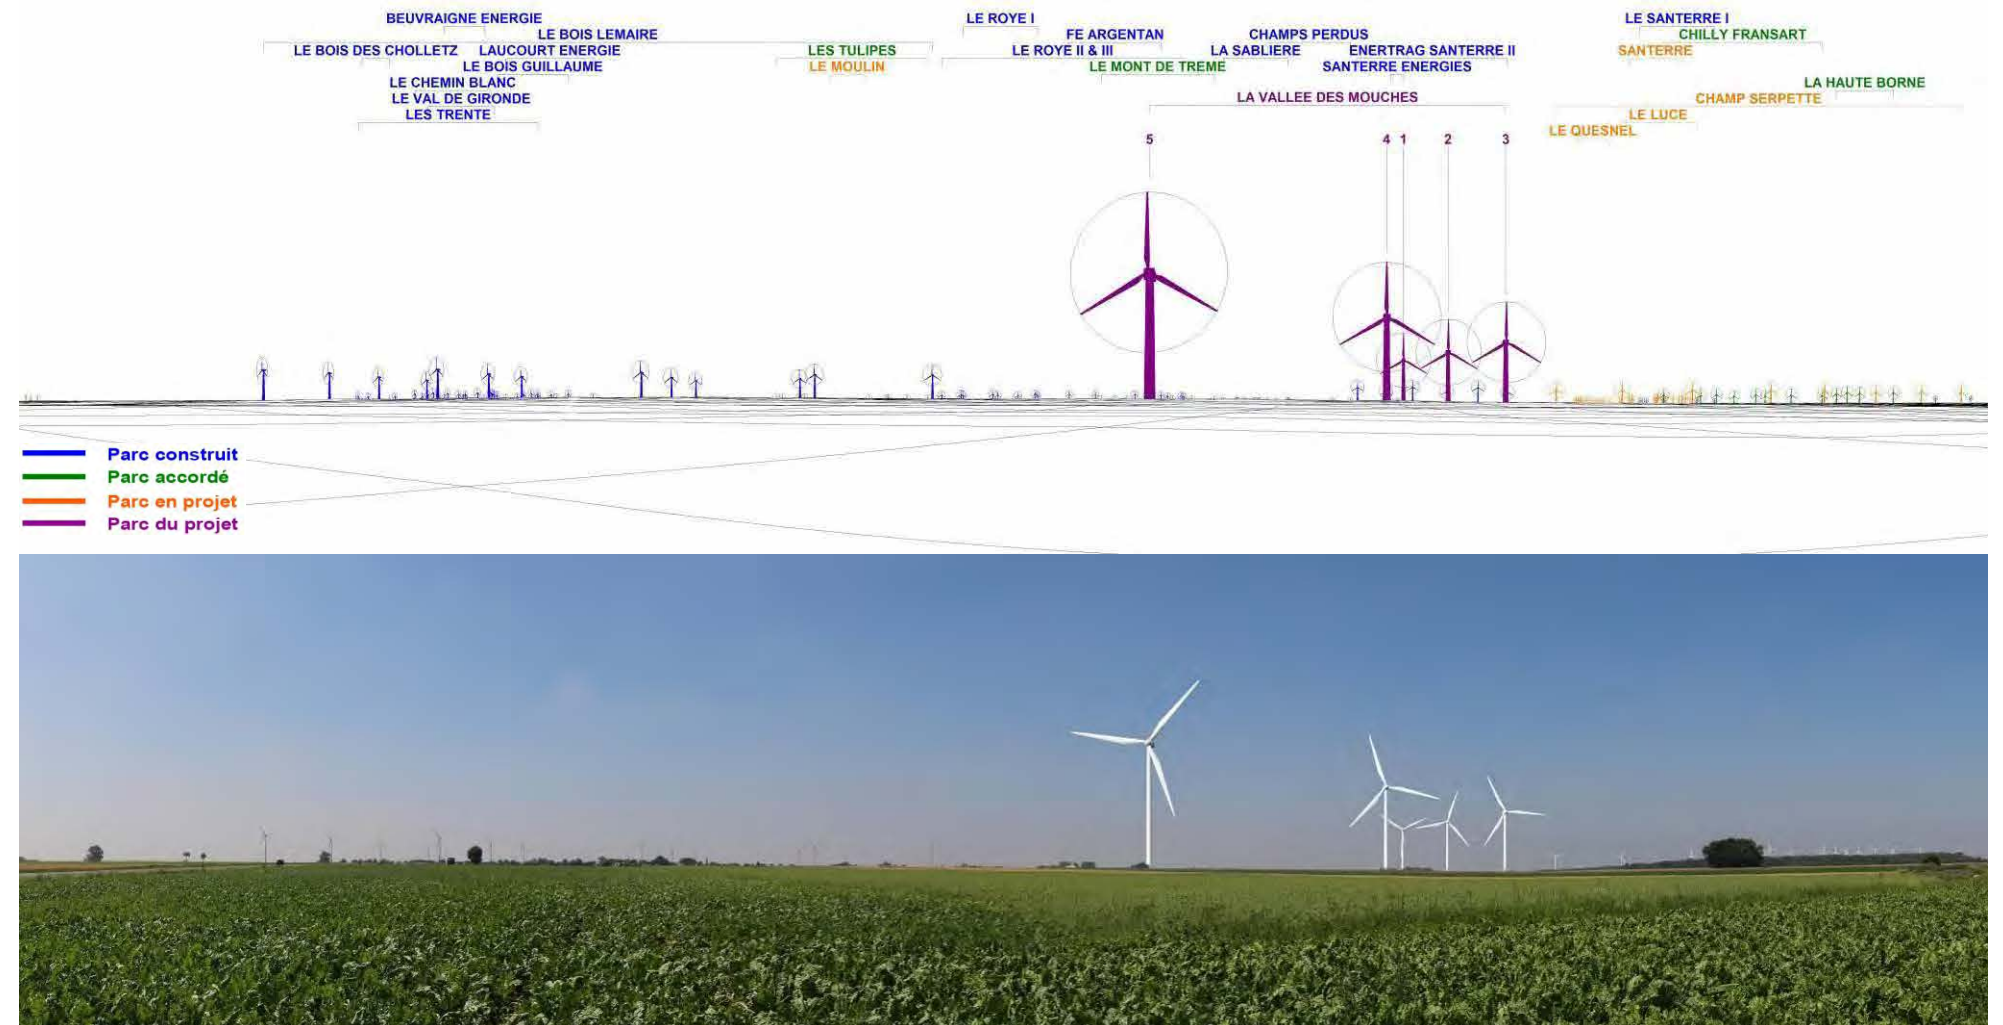 BEUVRAIGNE ENERGIE
LE BOIS LEMAIRE
LE BOIS DES CHOLLETZ LAUCOURT ENERGIE
LE BOIS GUILLAUME
LE CHEMIN BLANC
LE VAL DE GIRONDE
LES TRENTE
LES TULIPES
LE MOULIN
LE ROYE I
FE ARGENTAN
LE ROYE II & III
LE MONT DE TREME
CHAMPS PERDUS
LA SABLIERE
ENERTRAG SANTERRE II
SANTERRE ENERGIES
LA VALLEE DES MOUCHES
5 4 1 2 3
LE SANTERRE I
CHILLY FRANSART
SANTERRE
LA HAUTE BORNE
CHAMP SERPETTE
LE LUCE
LE QUESNEL
Parc construit
Parc accordé
Parc en projet
Parc du projet